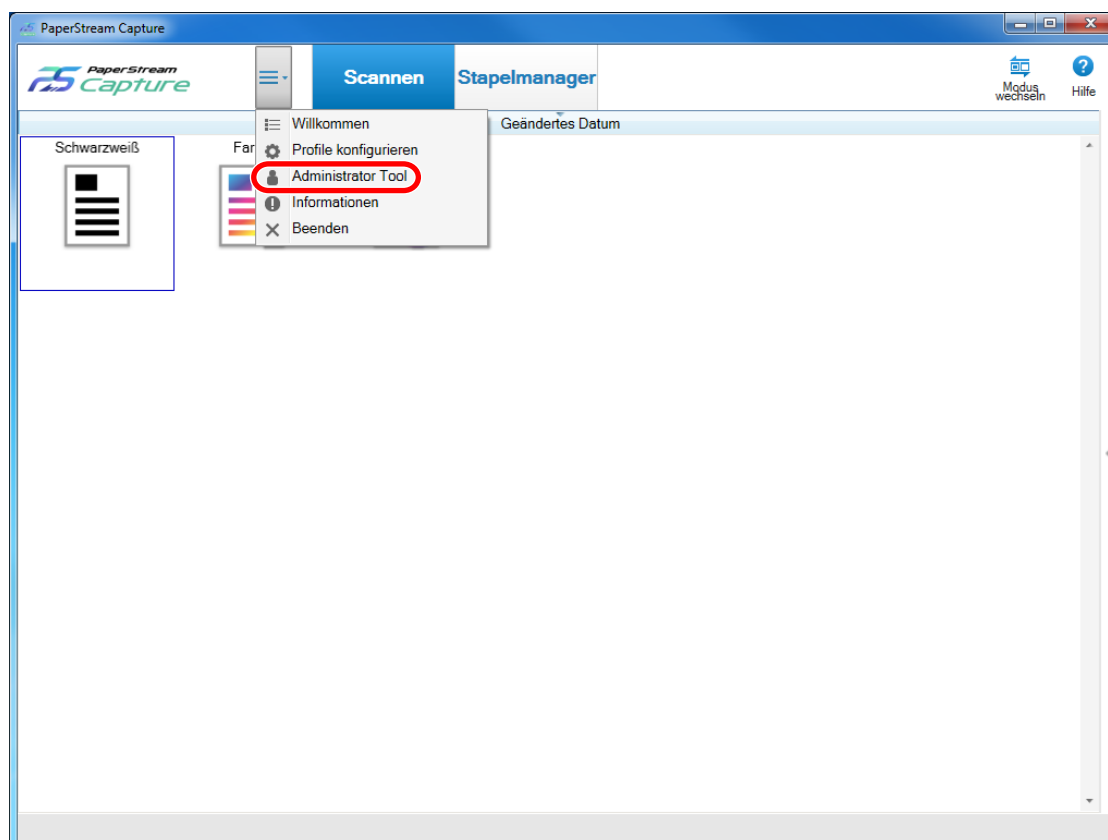 PaperStream Capture
PaperStream
Capture
Scannen
Stapelmanager
Modus
wechseln
Hilfe
Geändertes Datum
Willkommen
Profile konfigurieren
Administrator Tool
Informationen
Beenden
Schwarzweiß
Far